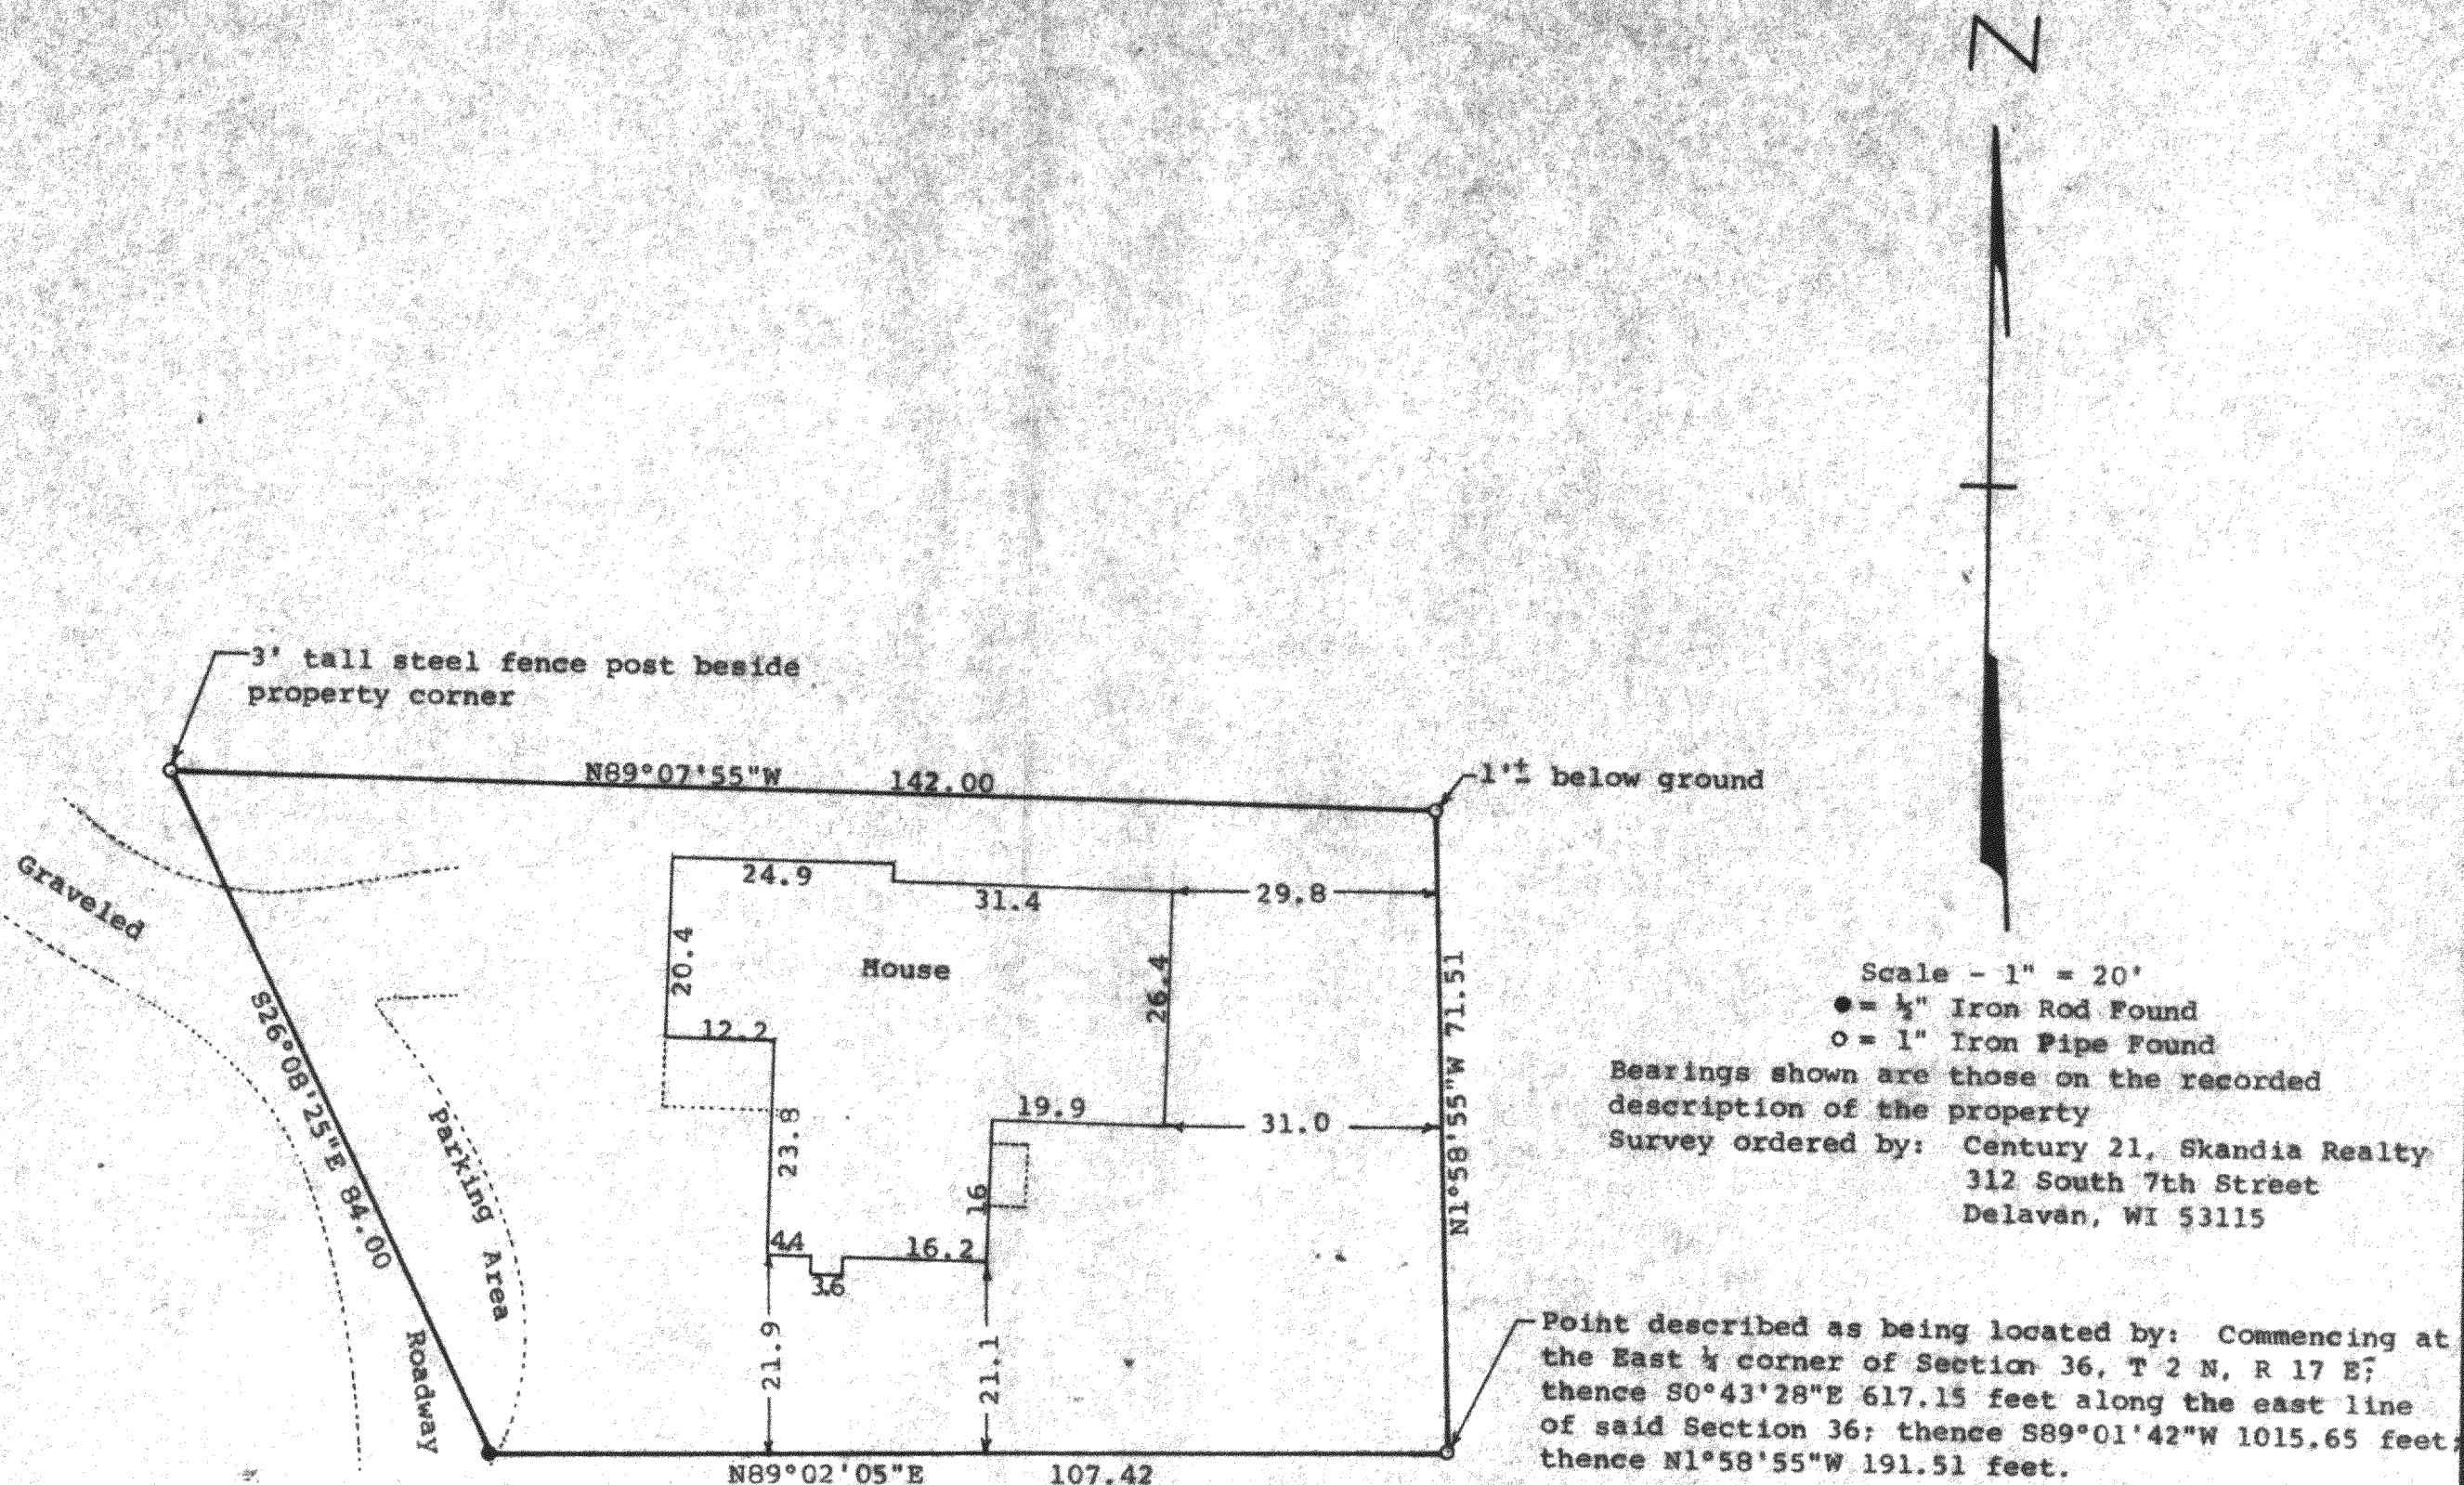 N
3' tall steel fence post beside
property corner
N89°07'55"W 142.00
1'± below ground
Graveled
24.9
31.4
29.8
20.4
House
26.4
12.2
23.8
19.9
31.0
16
44
36
16.2
21.9
21.1
S26°08'25"E 84.00
Parking Area
Roadway
N1°58'55"W 71.51
N89°02'05"E 107.42
Scale - 1" = 20'
● = ½" Iron Rod Found
o = 1" Iron Pipe Found
Bearings shown are those on the recorded
description of the property
Survey ordered by: Century 21, Skandia Realty
312 South 7th Street
Delavan, WI 53115
Point described as being located by: Commencing at
the East ¼ corner of Section 36, T 2 N, R 17 E;
thence S0°43'28"E 617.15 feet along the east line
of said Section 36; thence S89°01'42"W 1015.65 feet;
thence N1°58'55"W 191.51 feet.